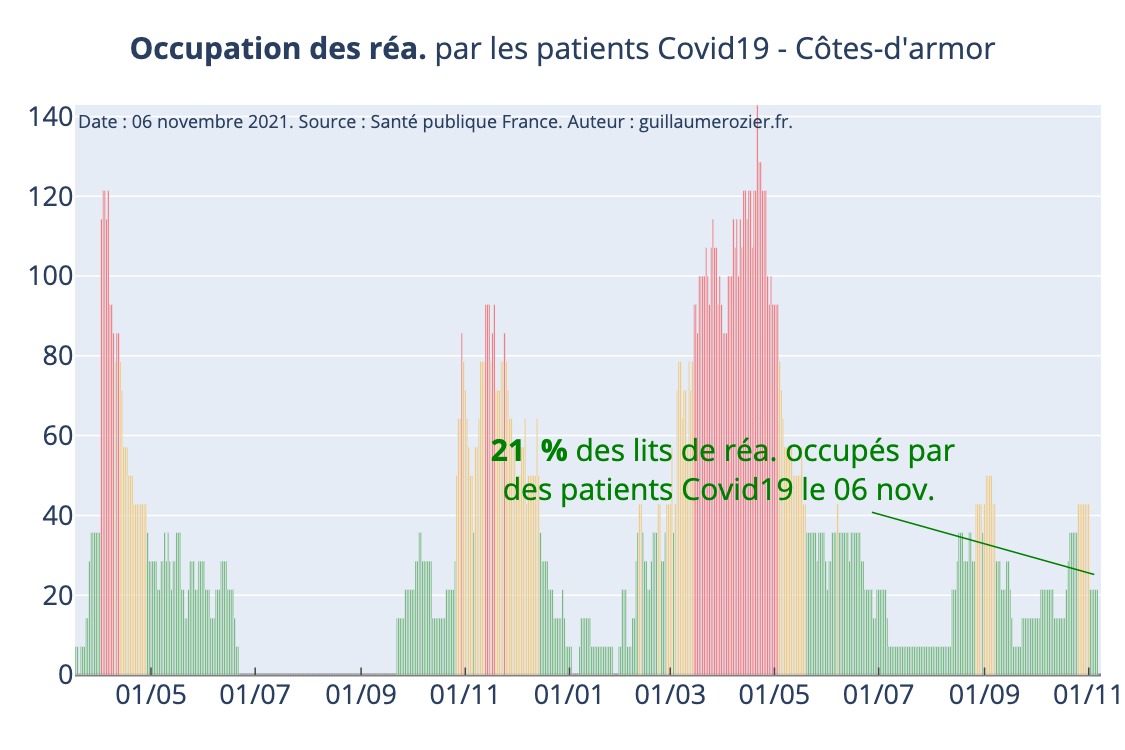 Occupation des réa. par les patients Covid19 - Côtes-d'armor
140
Date : 06 novembre 2021. Source : Santé publique France. Auteur : guillaumerozier.fr.
120
100
80
60
21 % des lits de réa. occupés par
des patients Covid19 le 06 nov.
40
20
0
01/05 01/07 01/09 01/11 01/01 01/03 01/05 01/07 01/09 01/11